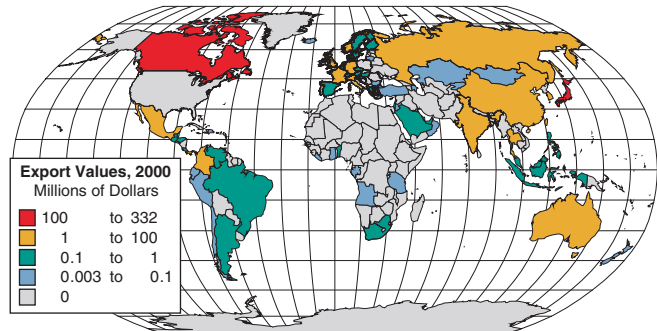 Export Values, 2000
Millions of Dollars
100 to 332
1 to 100
0.1 to 1
0.003 to 0.1
0